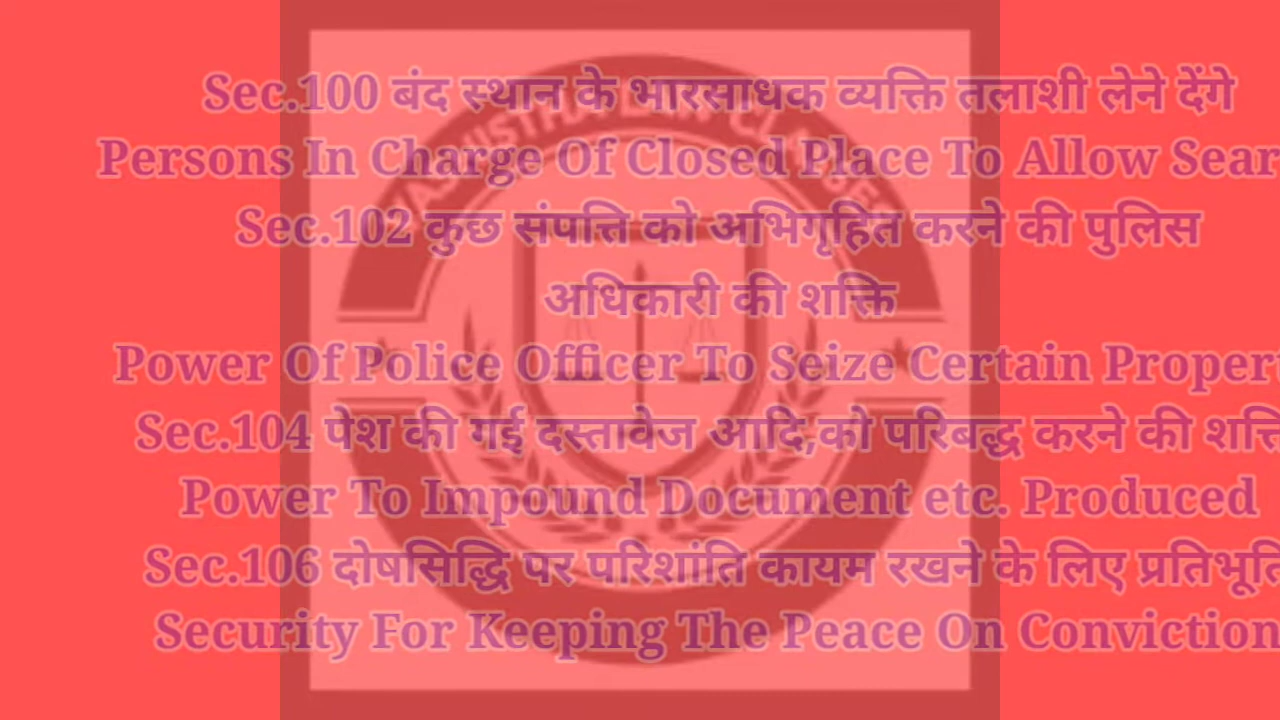 Sec.100 बंद स्थान के भारसाधक व्यक्ति तलाशी लेने देंगे
Persons In Charge Of Closed Place To Allow Sear
Sec.102 कुछ संपत्ति को अभिगृहित करने की पुलिस
अधिकारी की शक्ति
Power Of Police Officer To Seize Certain Propert
Sec.104 पेश की गई दस्तावेज आदि,को परिबद्ध करने की शक्ति
Power To Impound Document etc. Produced
Sec.106 दोषसिद्धि पर परिशांति कायम रखने के लिए प्रतिभूति
Security For Keeping The Peace On Conviction
VASHISTHA LAW CLASSES